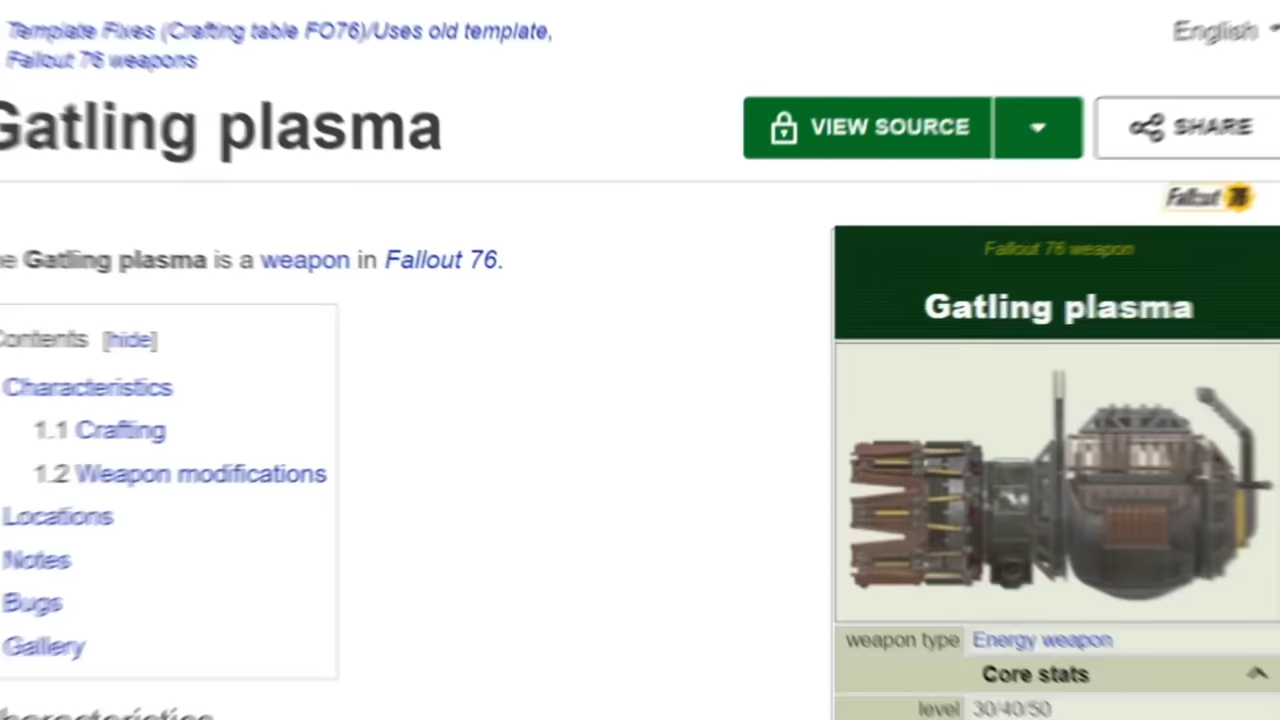 Template Fixes (Crafting table FO76)/Uses old template,
Fallout 76 weapons
English
Gatling plasma
VIEW SOURCE
SHARE
Fallout 76
Gatling plasma is a weapon in Fallout 76.
Fallout 76 weapon
Gatling plasma
Contents [hide]
Characteristics
1.1 Crafting
1.2 Weapon modifications
Locations
Notes
Bugs
Gallery
weapon type Energy weapon
Core stats
level 30/40/50
Characteristics